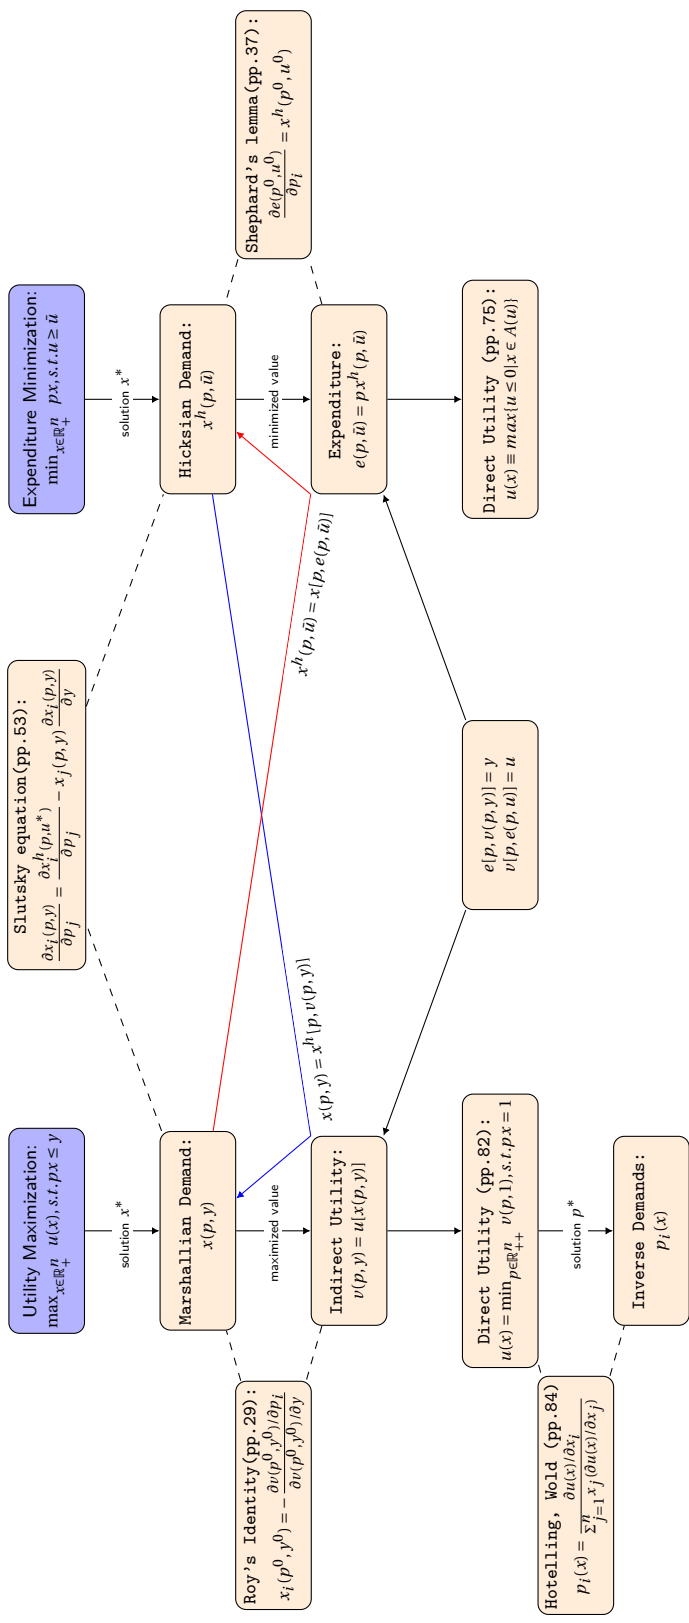 Utility Maximization:
max_{x∈ℝ^n_+} u(x), s.t. px ≤ y
Slutsky equation(pp.53):
∂x_i(p,y)/∂p_j = ∂x_i^h(p,u*)/∂p_j − x_j(p,y) ∂x_i(p,y)/∂y
Expenditure Minimization:
min_{x∈ℝ^n_+} px, s.t. u ≥ ū
solution x*
solution x*
Marshallian Demand:
x(p,y)
Hicksian Demand:
x^h(p,ū)
Roy's Identity(pp.29):
x_i(p^0,y^0) = − (∂v(p^0,y^0)/∂p_i)/(∂v(p^0,y^0)/∂y)
maximized value
x(p,y) = x^h[p,v(p,y)]
x^h(p,ū) = x[p,e(p,ū)]
minimized value
Shephard's lemma(pp.37):
∂e(p^0,u^0)/∂p_i = x^h(p^0,u^0)
Indirect Utility:
v(p,y) = u[x(p,y)]
Expenditure:
e(p,ū) = px^h(p,ū)
Direct Utility (pp.82):
u(x) = min_{p∈ℝ^n_{++}} v(p,1), s.t. px = 1
e[p,v(p,y)] = y
v[p,e(p,u)] = u
Direct Utility (pp.75):
u(x) ≡ max{u ≤ 0|x ∈ A(u)}
solution p*
Hotelling, Wold (pp.84)
p_i(x) = (∂u(x)/∂x_i)/(Σ^n_{j=1} x_j(∂u(x)/∂x_j))
Inverse Demands:
p_i(x)